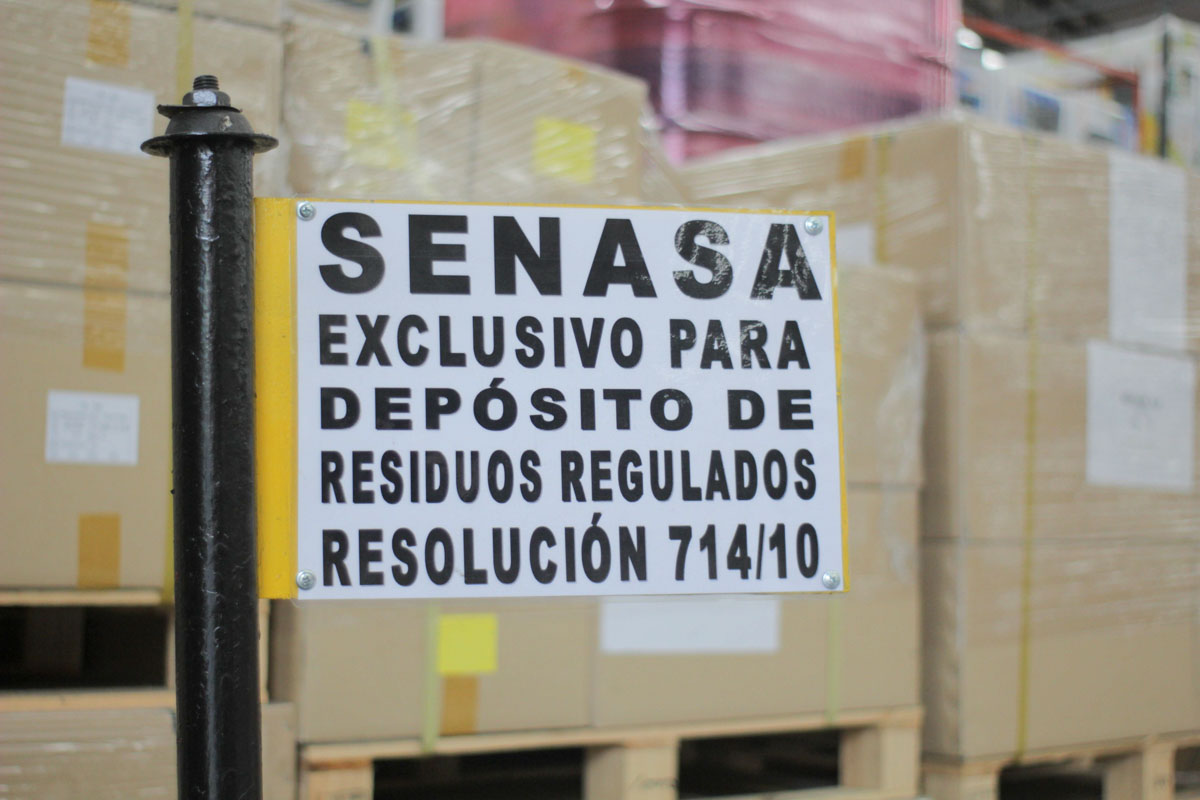 SENASA
EXCLUSIVO PARA
DEPÓSITO DE
RESIDUOS REGULADOS
RESOLUCIÓN 714/10